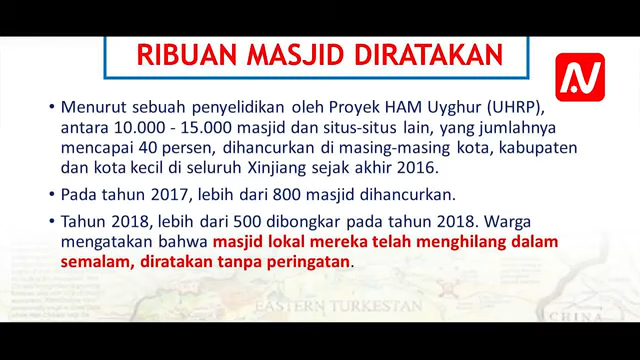 RIBUAN MASJID DIRATAKAN
AV
• Menurut sebuah penyelidikan oleh Proyek HAM Uyghur (UHRP),
antara 10.000 - 15.000 masjid dan situs-situs lain, yang jumlahnya
mencapai 40 persen, dihancurkan di masing-masing kota, kabupaten
dan kota kecil di seluruh Xinjiang sejak akhir 2016.
• Pada tahun 2017, lebih dari 800 masjid dihancurkan.
• Tahun 2018, lebih dari 500 dibongkar pada tahun 2018. Warga
mengatakan bahwa masjid lokal mereka telah menghilang dalam
semalam, diratakan tanpa peringatan.
EASTERN TURKESTAN
CHINA